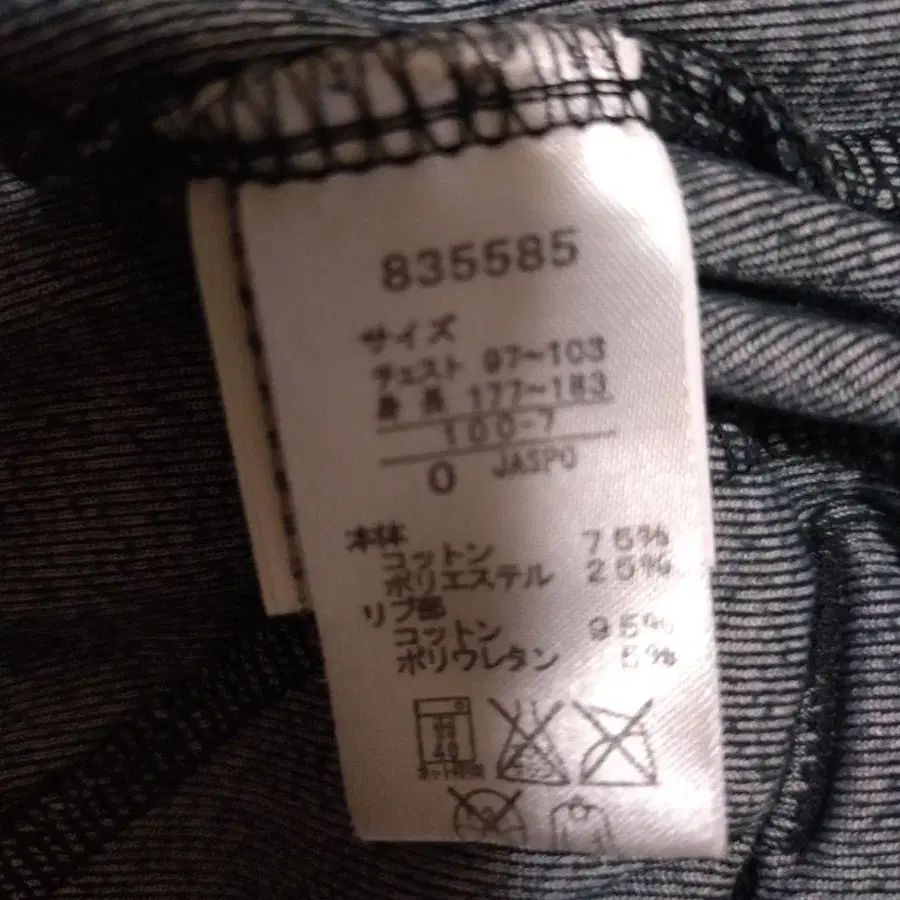 835585
サイズ
チェスト 97~103
身長 177~183
100-7
O JASPO
本体
コットン 75%
ポリエステル 25%
リブ部
コットン 95%
ポリウレタン 5%
40